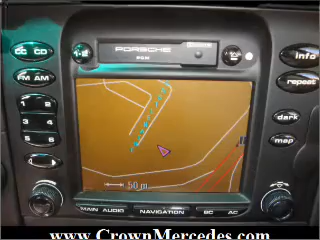 PORSCHE
PCM
CC CD
info
FM AM
repeat
1 2
3 4
5 6
dark
map
50 m
MAIN AUDIO NAVIGATION BC AC
www.CrownMercedes.com